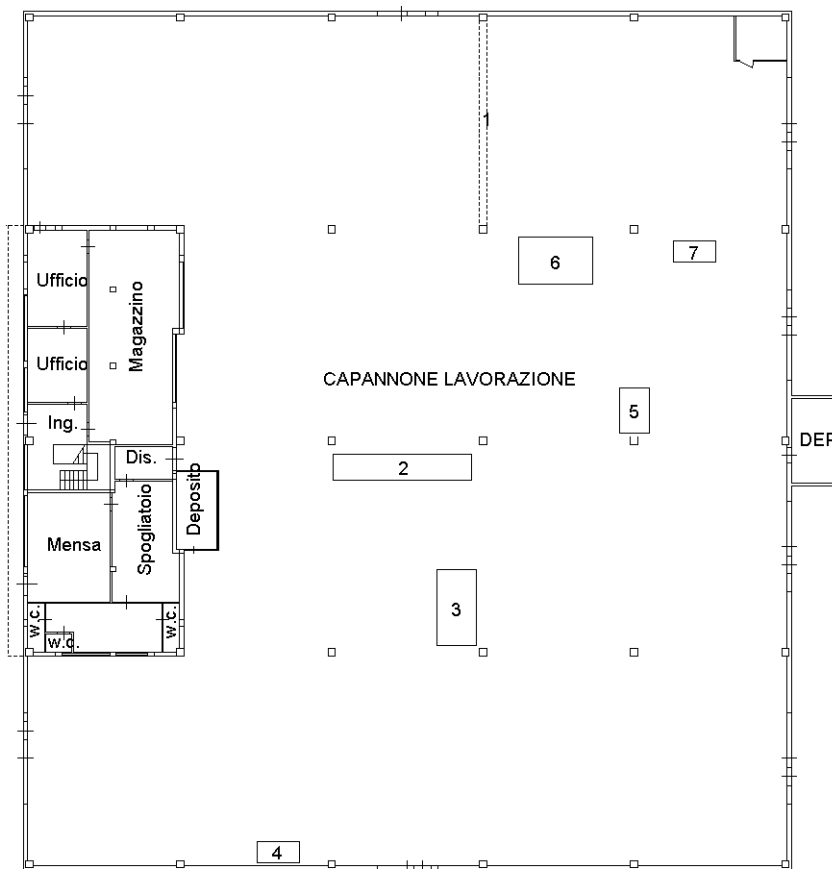 1
6
7
Ufficio
Magazzino
Ufficio
CAPANNONE LAVORAZIONE
5
Ing.
DEP
Dis.
2
Deposito
Spogliatoio
Mensa
3
w.c.
w.c.
w.c.
4